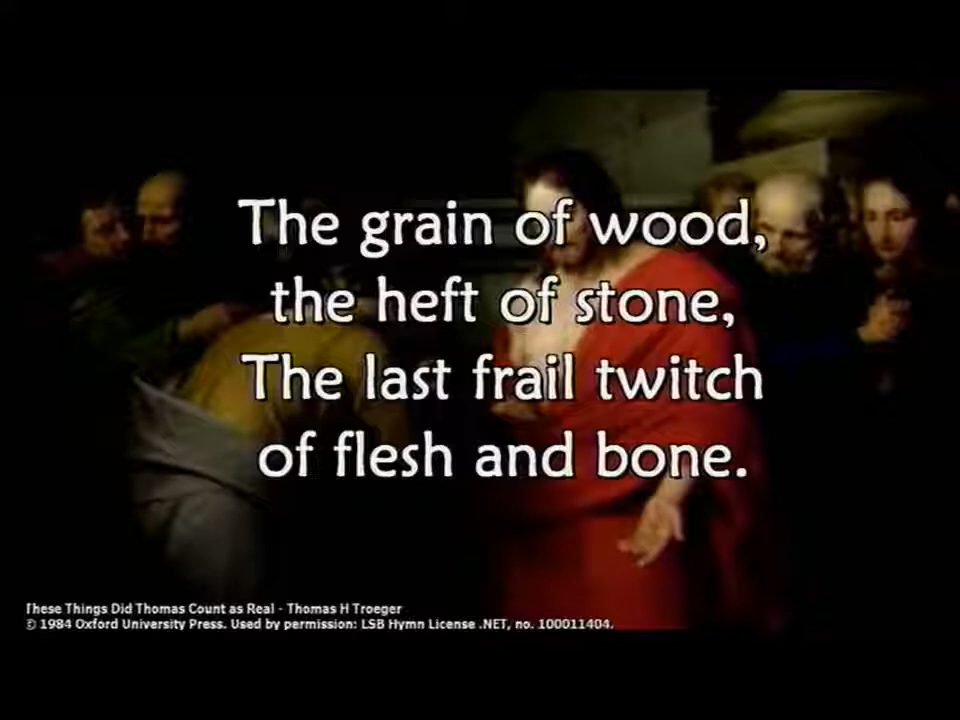 The grain of wood,
the heft of stone,
The last frail twitch
of flesh and bone.
These Things Did Thomas Count as Real - Thomas H Troeger
© 1984 Oxford University Press. Used by permission: LSB Hymn License .NET, no. 100011404.